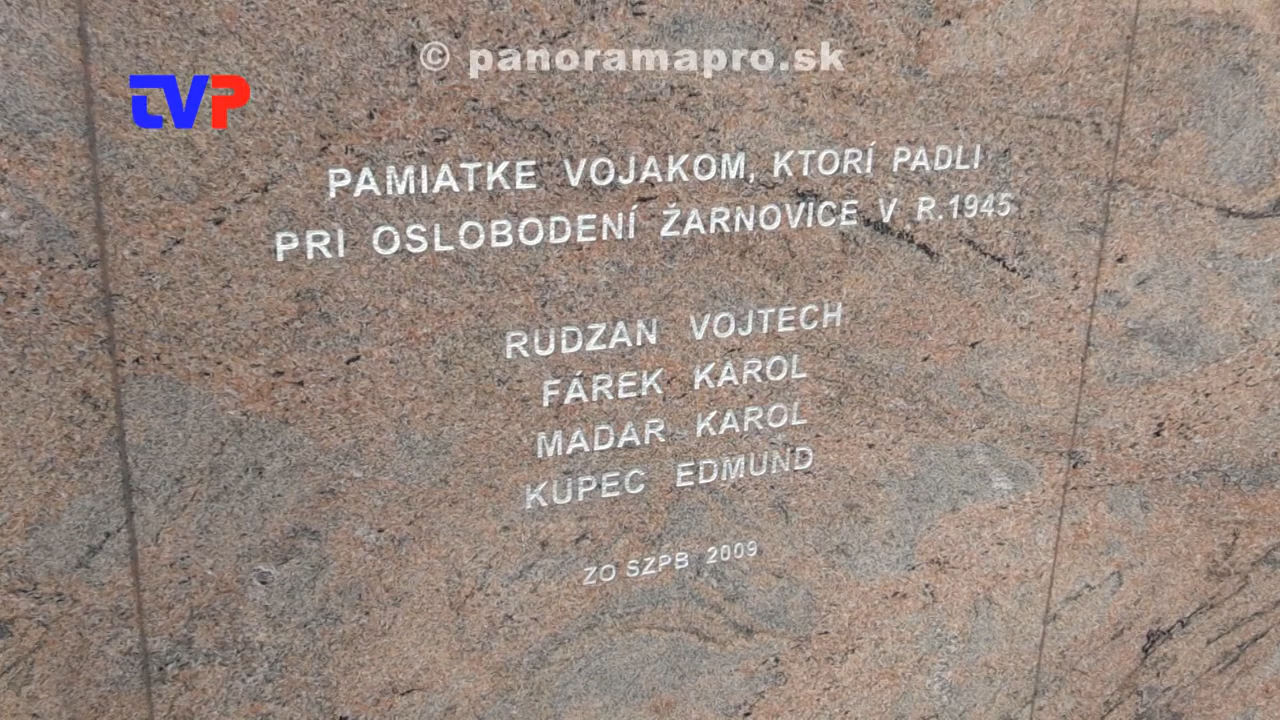 © panoramapro.sk
TVP
PAMIATKE VOJAKOM, KTORÍ PADLI
PRI OSLOBODENÍ ŽARNOVICE V R.1945
RUDZAN VOJTECH
FÁREK KAROL
MADAR KAROL
KUPEC EDMUND
ZO SZPB 2009